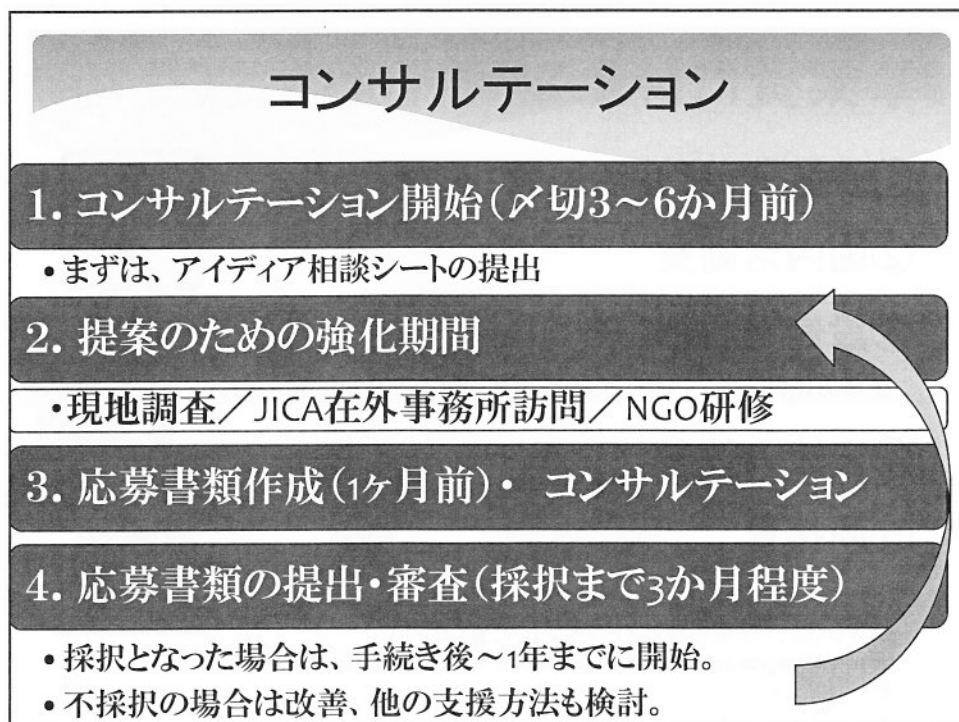 コンサルテーション
1. コンサルテーション開始(〆切3～6か月前)
・まずは、アイディア相談シートの提出
2. 提案のための強化期間
・現地調査／JICA在外事務所訪問／NGO研修
3. 応募書類作成(1ヶ月前)・ コンサルテーション
4. 応募書類の提出・審査(採択まで3か月程度)
・採択となった場合は、手続き後～1年までに開始。
・不採択の場合は改善、他の支援方法も検討。